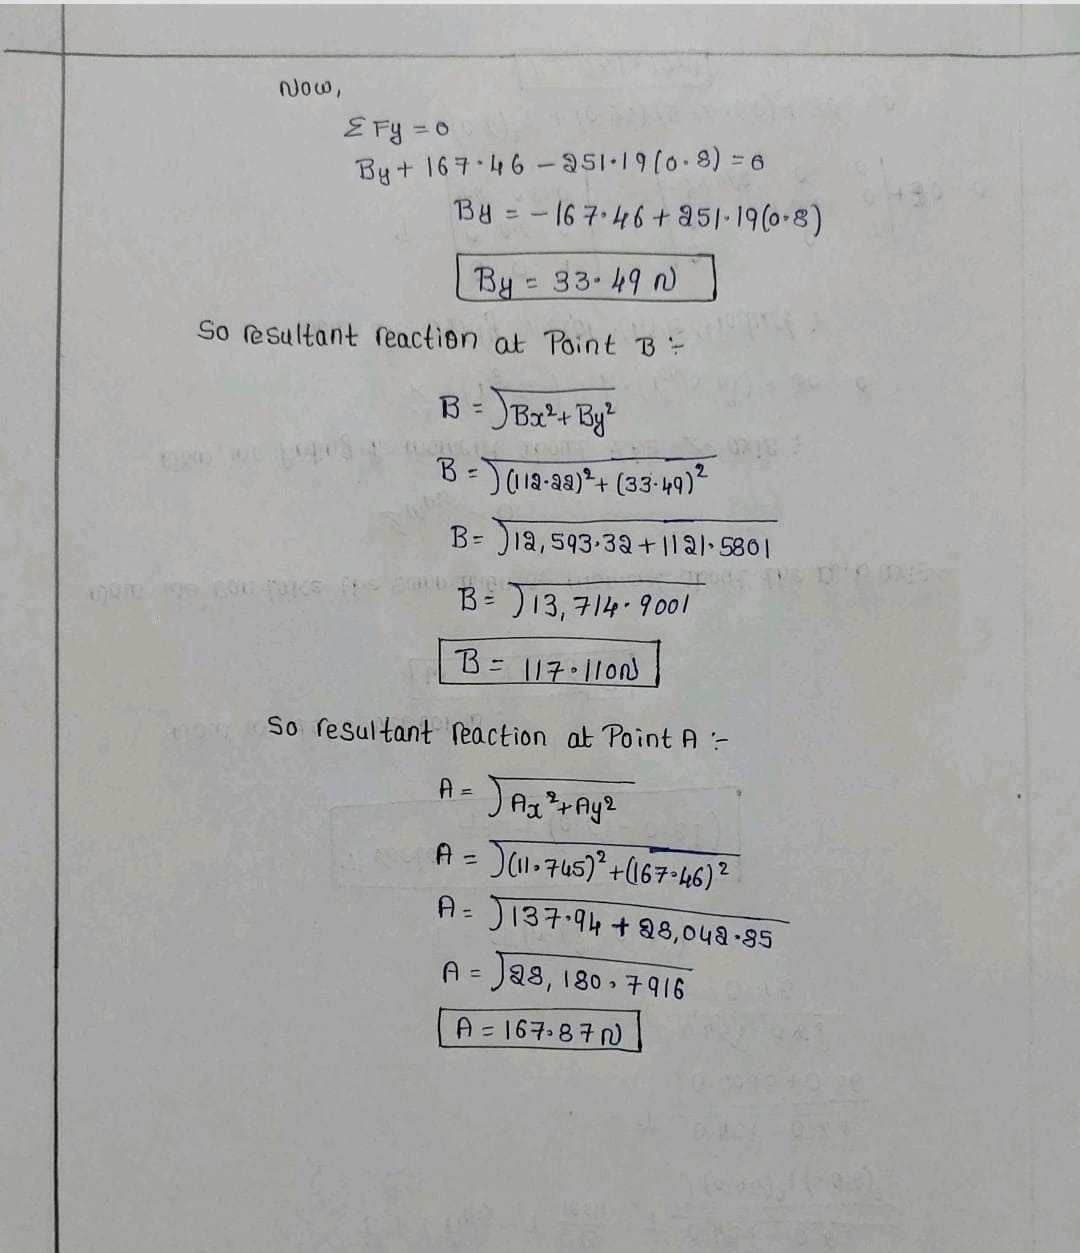 Now,
Σ Fy = 0
By + 167.46 - 251.19(0.8) = 0
By = - 167.46 + 251.19(0.8)
By = 33.49 N
So resultant reaction at Point B :-
B = √Bx²+ By²
B = √(112.22)²+ (33.49)²
B = √12,593.32 + 1121.5801
B = √13,714.9001
B = 117.110N
So resultant reaction at Point A :-
A = √Ax²+Ay²
A = √(11.745)²+(167.46)²
A = √137.94 + 28,042.85
A = √28,180.7916
A = 167.87N